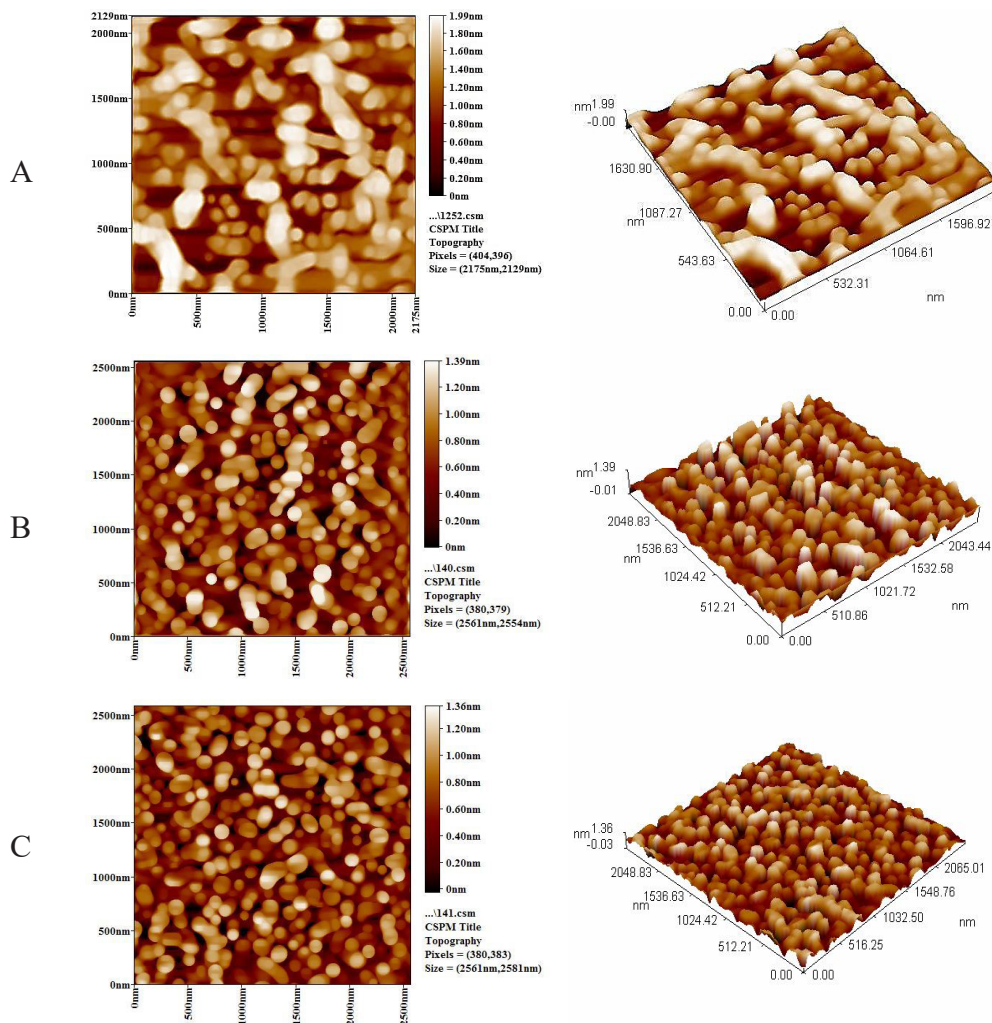 A
2129nm
2000nm
1500nm
1000nm
500nm
0nm
0nm
500nm
1000nm
1500nm
2000nm
2175nm
1.99nm
1.80nm
1.60nm
1.40nm
1.20nm
1.00nm
0.80nm
0.60nm
0.40nm
0.20nm
0nm
...\1252.csm
CSPM Title
Topography
Pixels = (404,396)
Size = (2175nm,2129nm)
nm 1.99
-0.00
1630.90
1087.27
nm
543.63
0.00
0.00
532.31
1064.61
1596.92
nm
B
2500nm
2000nm
1500nm
1000nm
500nm
0nm
0nm
500nm
1000nm
1500nm
2000nm
2500nm
1.39nm
1.20nm
1.00nm
0.80nm
0.60nm
0.40nm
0.20nm
0nm
...\140.csm
CSPM Title
Topography
Pixels = (380,379)
Size = (2561nm,2554nm)
nm 1.39
-0.01
2048.83
1536.63
nm
1024.42
512.21
0.00
0.00
510.86
1021.72
1532.58
2043.44
nm
C
2500nm
2000nm
1500nm
1000nm
500nm
0nm
0nm
500nm
1000nm
1500nm
2000nm
2500nm
1.36nm
1.20nm
1.00nm
0.80nm
0.60nm
0.40nm
0.20nm
0nm
...\141.csm
CSPM Title
Topography
Pixels = (380,383)
Size = (2561nm,2581nm)
nm 1.36
-0.03
2048.83
1536.63
nm
1024.42
512.21
0.00
0.00
516.25
1032.50
1548.76
2065.01
nm